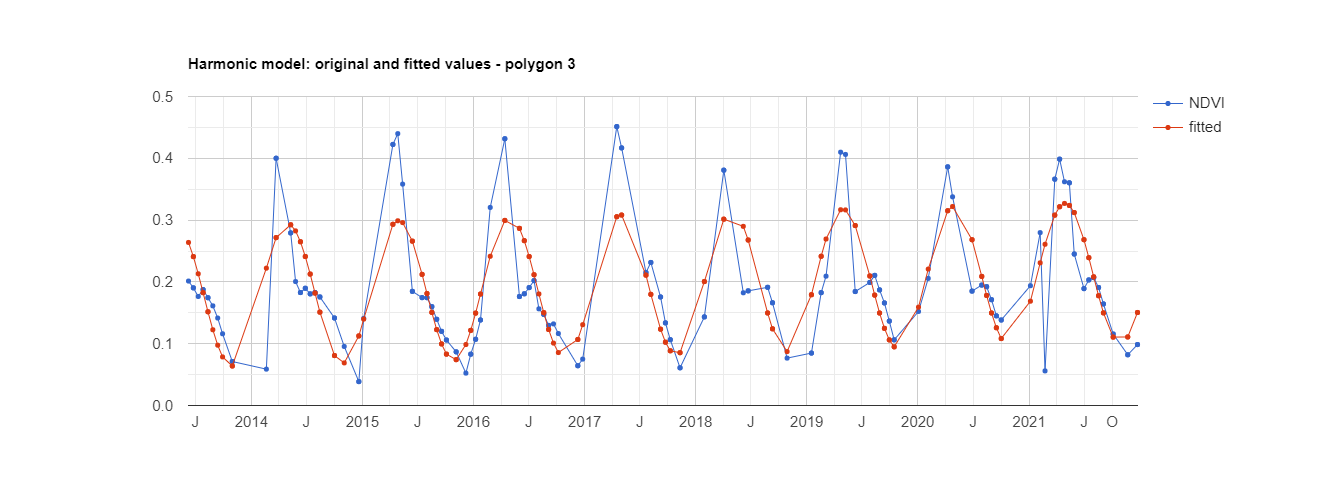 Harmonic model: original and fitted values - polygon 3
0.5
0.4
0.3
0.2
0.1
0.0
J 2014 J 2015 J 2016 J 2017 J 2018 J 2019 J 2020 J 2021 J O
NDVI
fitted